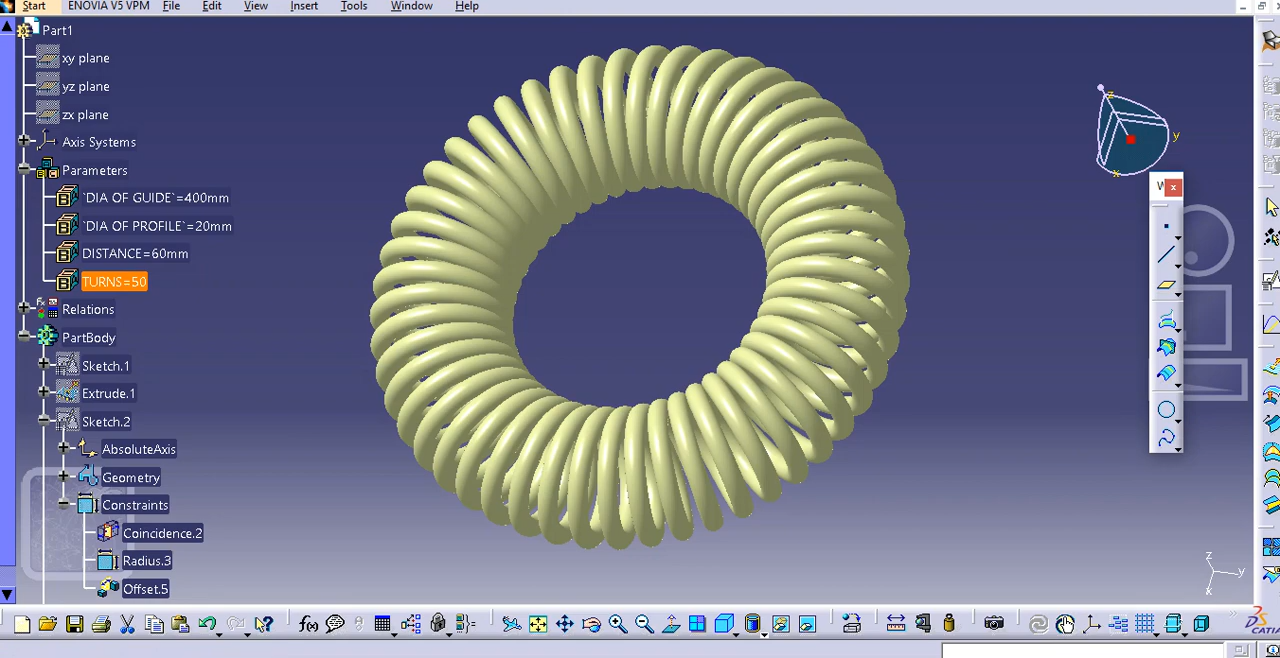 Start ENOVIA V5 VPM File Edit View Insert Tools Window Help
Part1
xy plane
yz plane
zx plane
Axis Systems
Parameters
`DIA OF GUIDE`=400mm
`DIA OF PROFILE`=20mm
DISTANCE=60mm
TURNS=50
Relations
PartBody
Sketch.1
Extrude.1
Sketch.2
AbsoluteAxis
Geometry
Constraints
Coincidence.2
Radius.3
Offset.5
z
y
x
W
z
y
x
f(x)
CATIA